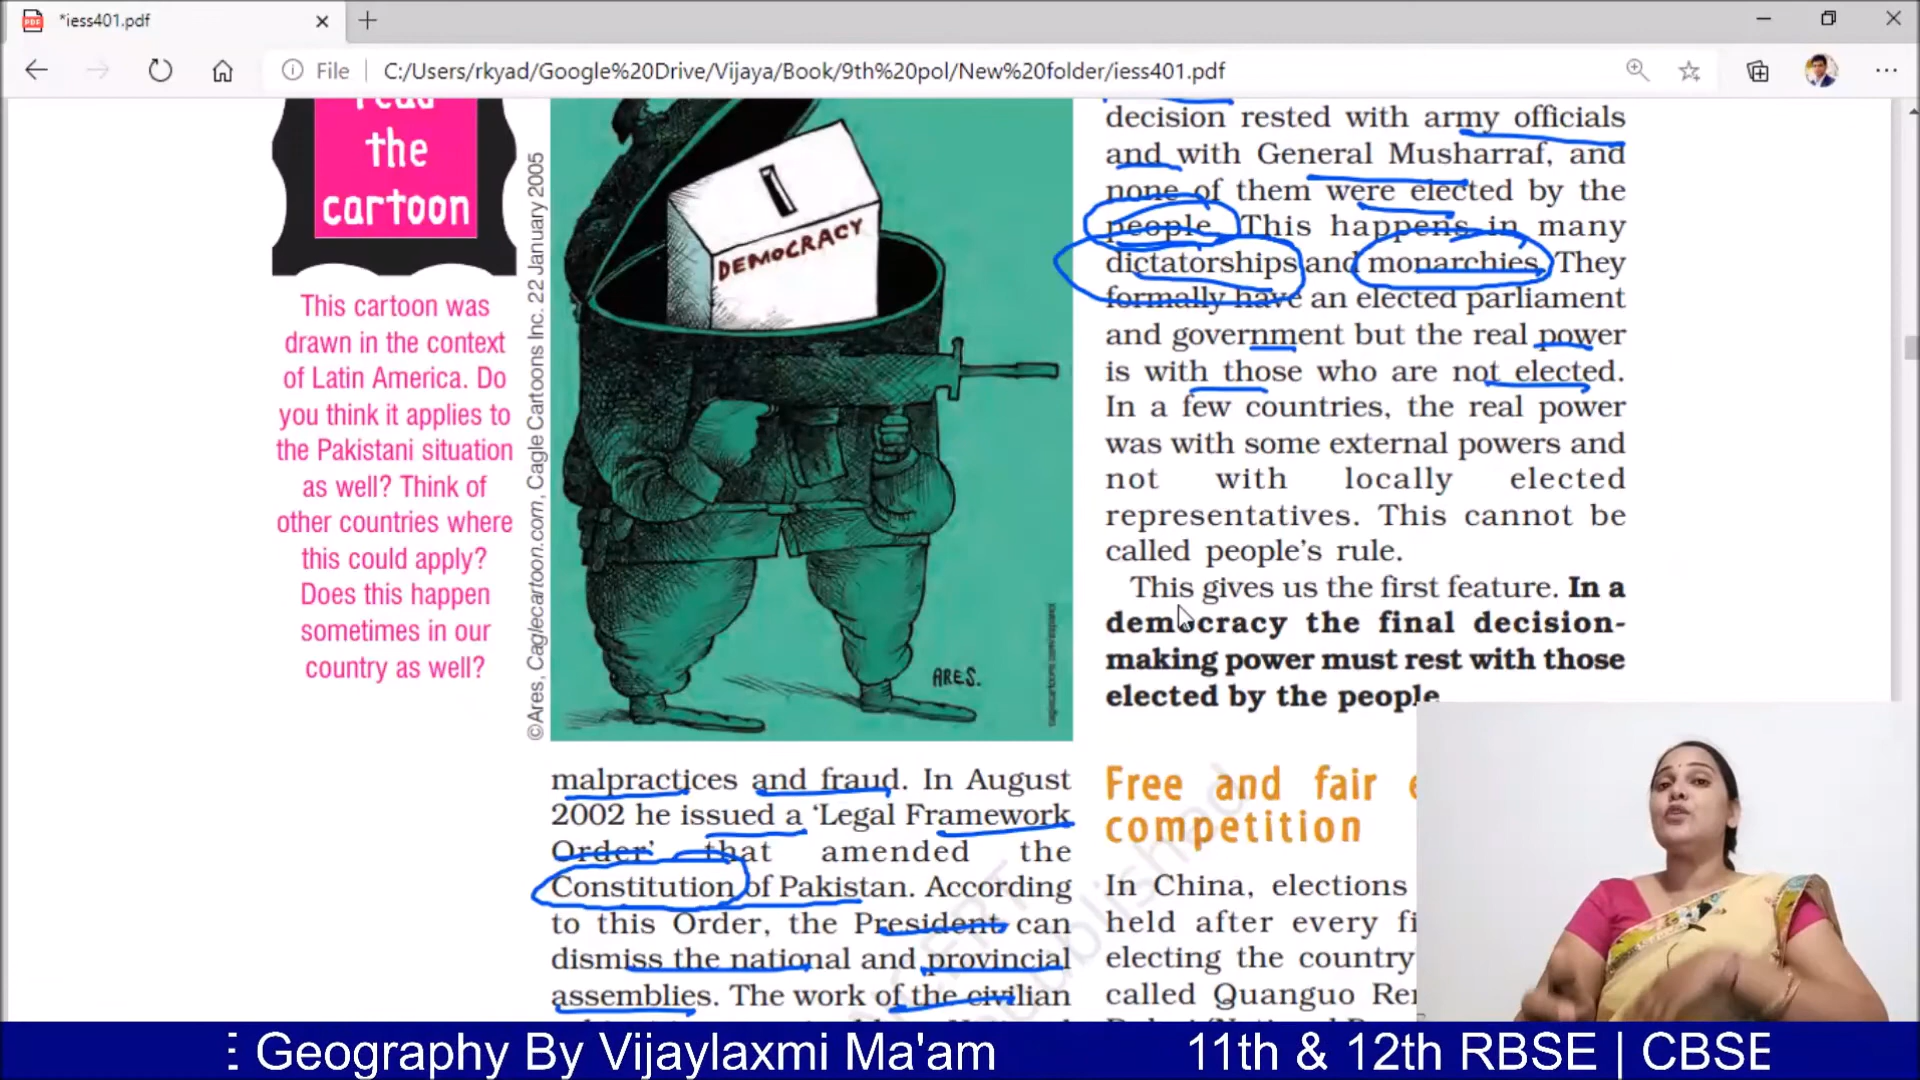 *iess401.pdf
File
C:/Users/rkyad/Google%20Drive/Vijaya/Book/9th%20pol/New%20folder/iess401.pdf
read
the
cartoon
This cartoon was
drawn in the context
of Latin America. Do
you think it applies to
the Pakistani situation
as well? Think of
other countries where
this could apply?
Does this happen
sometimes in our
country as well?
©Ares, Caglecartoon.com, Cagle Cartoons Inc. 22 January 2005
DEMOCRACY
ARES.
malpractices and fraud. In August
2002 he issued a ‘Legal Framework
Order’ that amended the
Constitution of Pakistan. According
to this Order, the President can
dismiss the national and provincial
assemblies. The work of the civilian
decision rested with army officials
and with General Musharraf, and
none of them were elected by the
people. This happens in many
dictatorships and monarchies. They
formally have an elected parliament
and government but the real power
is with those who are not elected.
In a few countries, the real power
was with some external powers and
not with locally elected
representatives. This cannot be
called people’s rule.
This gives us the first feature. In a
democracy the final decision-
making power must rest with those
elected by the people
Free and fair e
competition
In China, elections
held after every fi
electing the country
called Quanguo Ren
Geography By Vijaylaxmi Ma'am
11th & 12th RBSE | CBSE